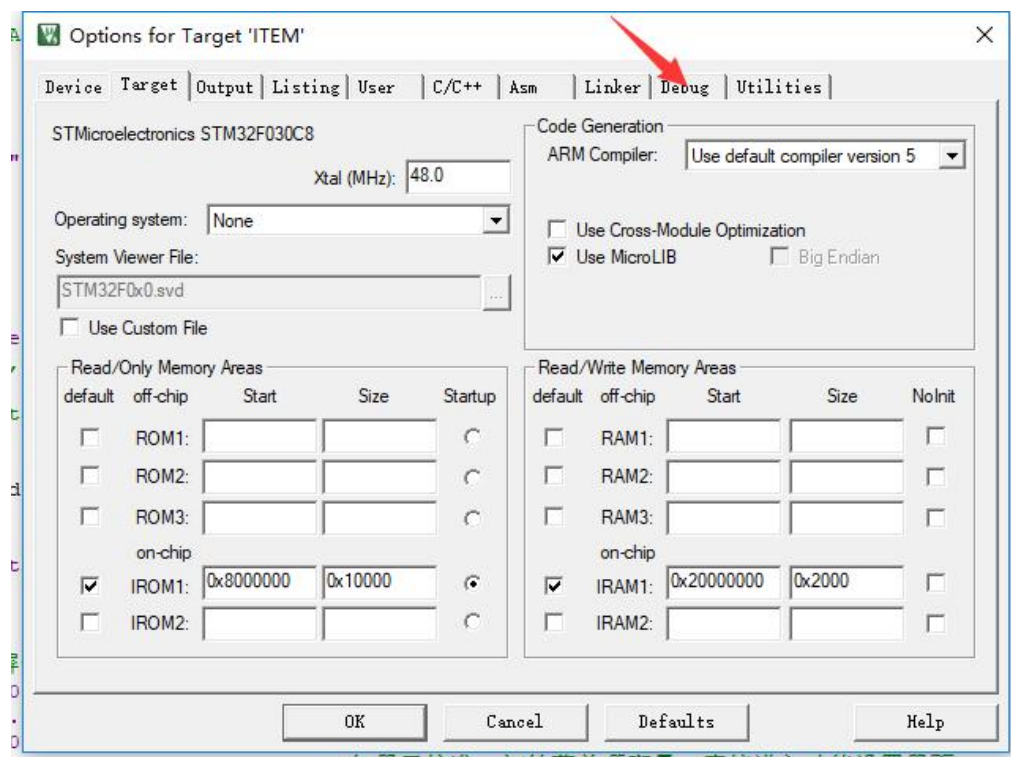 Options for Target 'ITEM'
Device Target Output Listing User C/C++ Asm Linker Debug Utilities
STMicroelectronics STM32F030C8
Xtal (MHz): 48.0
Operating system: None
System Viewer File:
STM32F0x0.svd
...
Use Custom File
Code Generation
ARM Compiler: Use default compiler version 5
Use Cross-Module Optimization
Use MicroLIB Big Endian
Read/Only Memory Areas
default off-chip Start Size Startup
ROM1:
ROM2:
ROM3:
on-chip
IROM1: 0x8000000 0x10000
IROM2:
Read/Write Memory Areas
default off-chip Start Size NoInit
RAM1:
RAM2:
RAM3:
on-chip
IRAM1: 0x20000000 0x2000
IRAM2:
OK Cancel Defaults Help